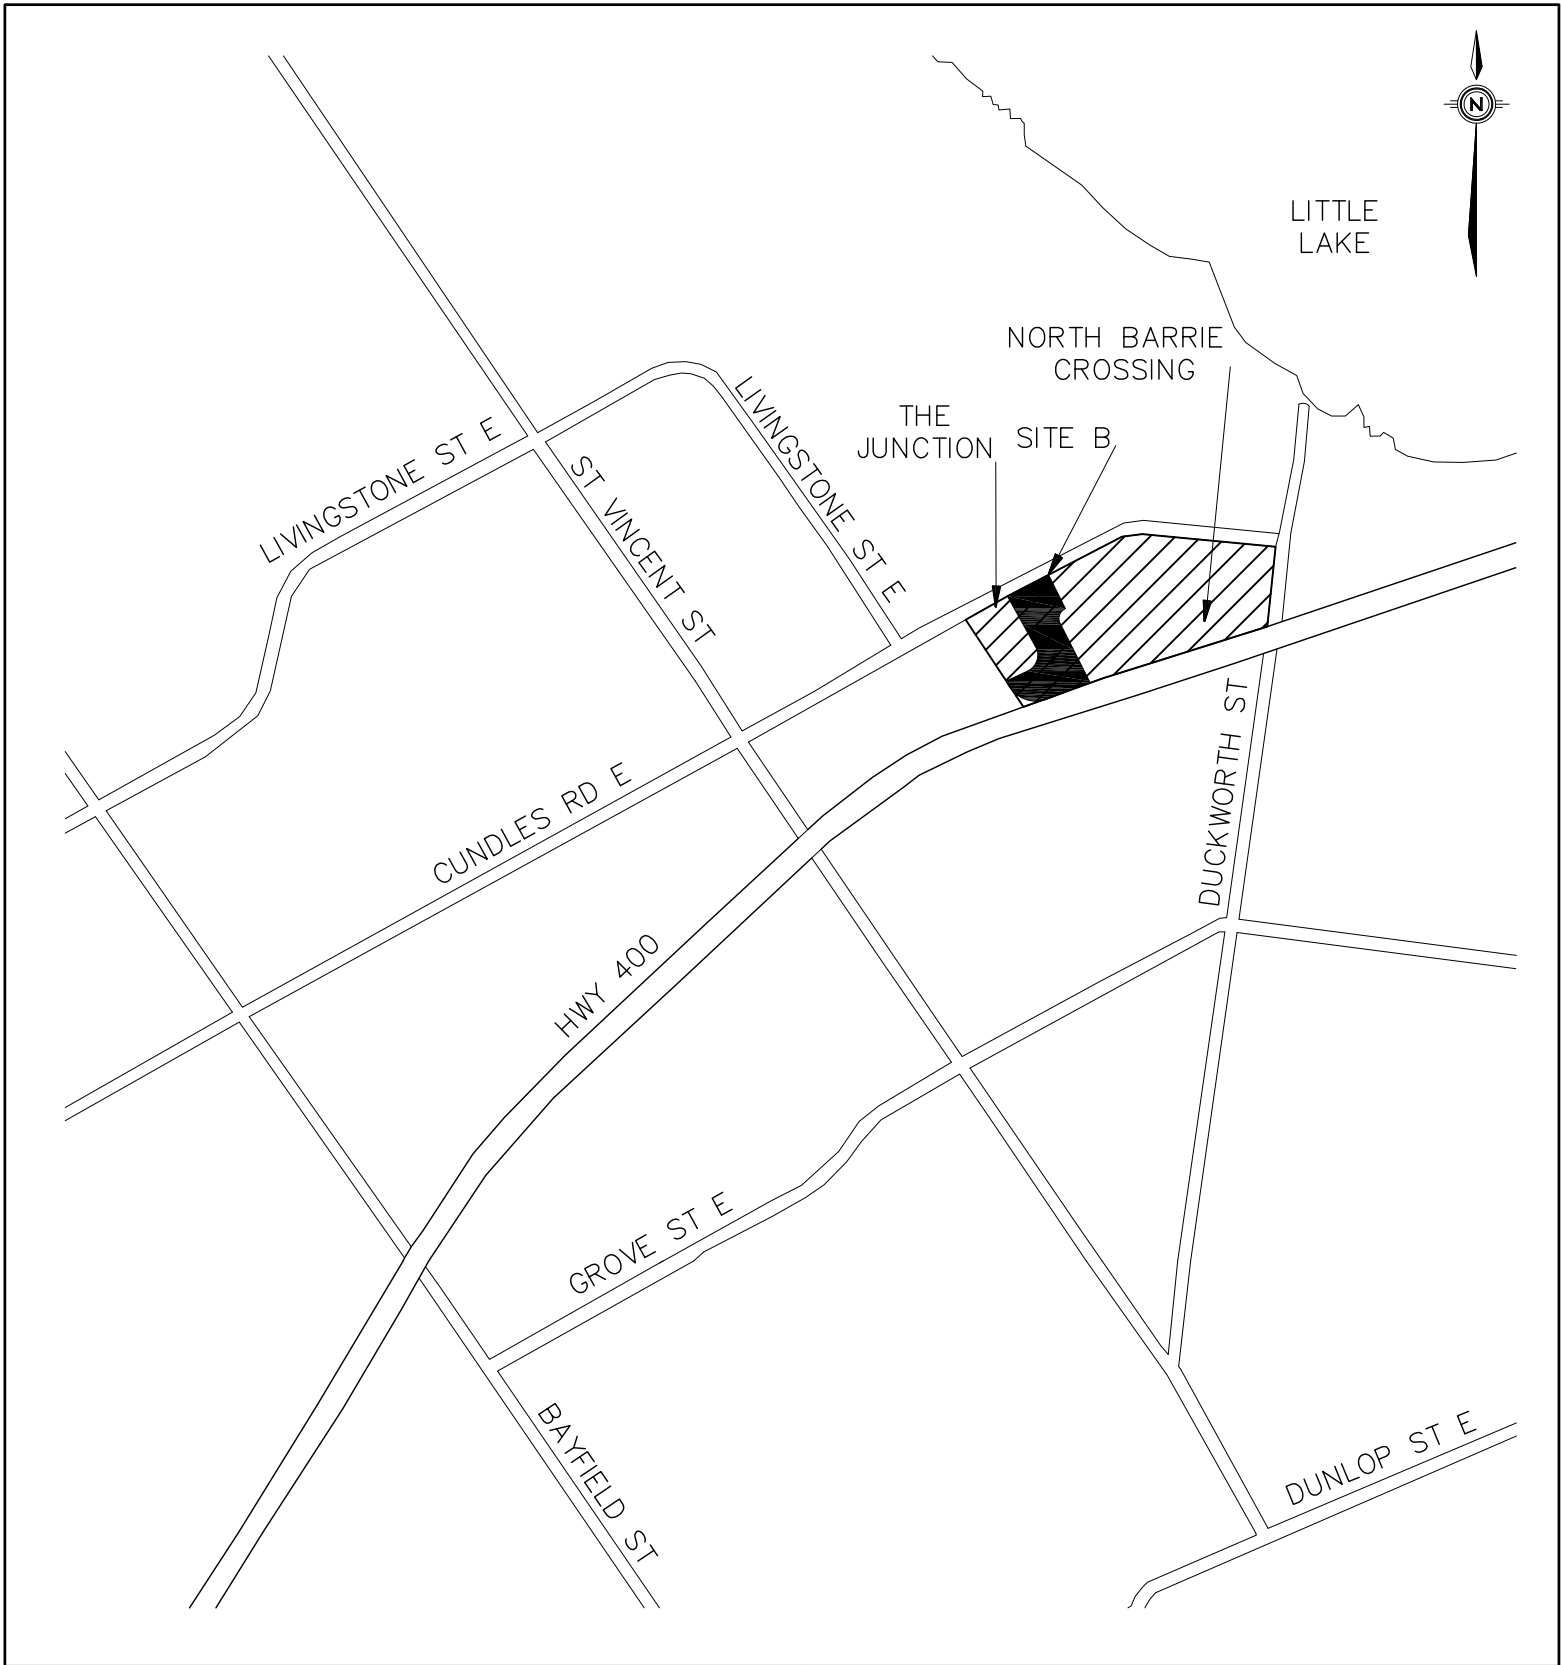 N
LITTLE
LAKE
NORTH BARRIE
CROSSING
THE
JUNCTION
SITE B
LIVINGSTONE ST E
LIVINGSTONE ST E
ST VINCENT ST
DUCKWORTH ST
CUNDLES RD E
HWY 400
GROVE ST E
BAYFIELD ST
DUNLOP ST E